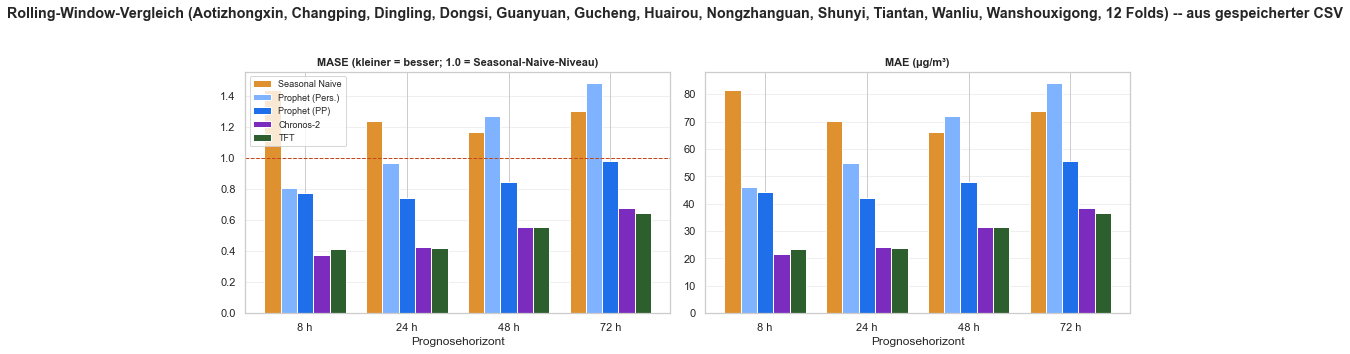 Rolling-Window-Vergleich (Aotizhongxin, Changping, Dingling, Dongsi, Guanyuan, Gucheng, Huairou, Nongzhanguan, Shunyi, Tiantan, Wanliu, Wanshouxigong, 12 Folds) -- aus gespeicherter CSV
MASE (kleiner = besser; 1.0 = Seasonal-Naive-Niveau)
Seasonal Naive
Prophet (Pers.)
Prophet (PP)
Chronos-2
TFT
1.4
1.2
1.0
0.8
0.6
0.4
0.2
0.0
8 h
24 h
48 h
72 h
Prognosehorizont
MAE (µg/m³)
80
70
60
50
40
30
20
10
0
8 h
24 h
48 h
72 h
Prognosehorizont